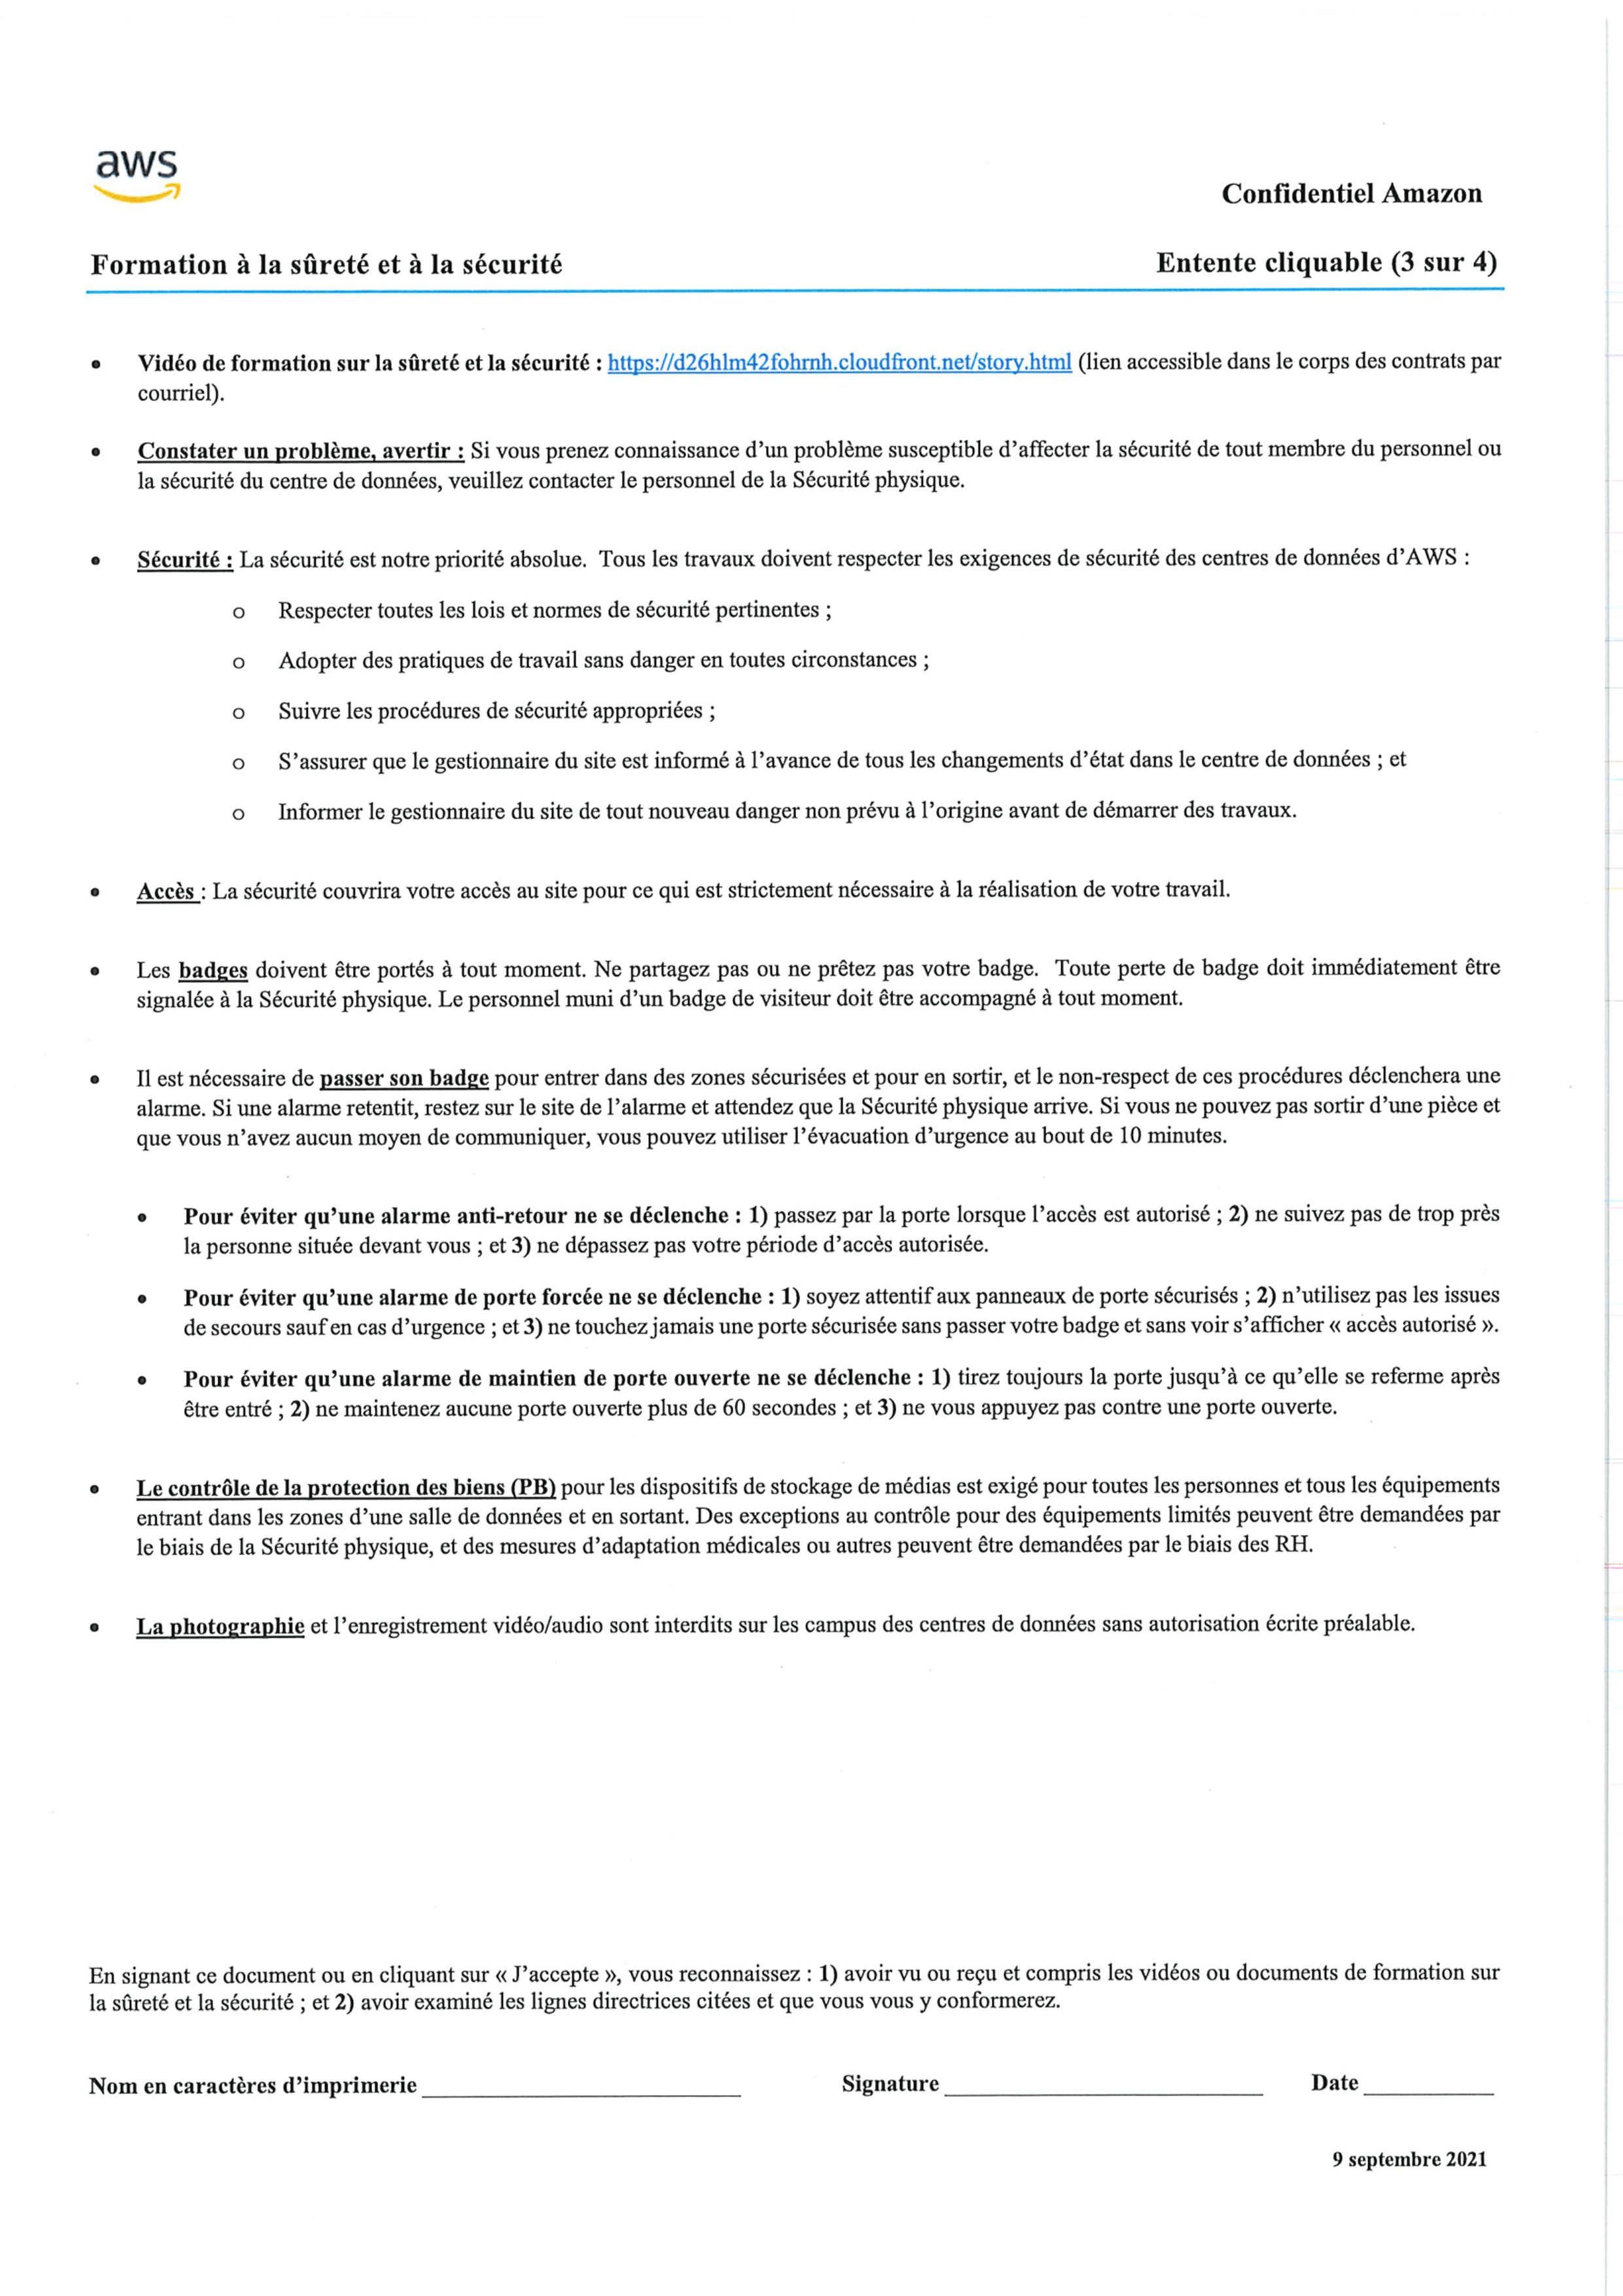 aws
Confidentiel Amazon
Formation à la sûreté et à la sécurité
Entente cliquable (3 sur 4)
• Vidéo de formation sur la sûreté et la sécurité : https://d26hlm42fohrnh.cloudfront.net/story.html (lien accessible dans le corps des contrats par
courriel).
• Constater un problème, avertir : Si vous prenez connaissance d’un problème susceptible d’affecter la sécurité de tout membre du personnel ou
la sécurité du centre de données, veuillez contacter le personnel de la Sécurité physique.
• Sécurité : La sécurité est notre priorité absolue. Tous les travaux doivent respecter les exigences de sécurité des centres de données d’AWS :
o Respecter toutes les lois et normes de sécurité pertinentes ;
o Adopter des pratiques de travail sans danger en toutes circonstances ;
o Suivre les procédures de sécurité appropriées ;
o S’assurer que le gestionnaire du site est informé à l’avance de tous les changements d’état dans le centre de données ; et
o Informer le gestionnaire du site de tout nouveau danger non prévu à l’origine avant de démarrer des travaux.
• Accès : La sécurité couvrira votre accès au site pour ce qui est strictement nécessaire à la réalisation de votre travail.
• Les badges doivent être portés à tout moment. Ne partagez pas ou ne prêtez pas votre badge. Toute perte de badge doit immédiatement être
signalée à la Sécurité physique. Le personnel muni d’un badge de visiteur doit être accompagné à tout moment.
• Il est nécessaire de passer son badge pour entrer dans des zones sécurisées et pour en sortir, et le non-respect de ces procédures déclenchera une
alarme. Si une alarme retentit, restez sur le site de l’alarme et attendez que la Sécurité physique arrive. Si vous ne pouvez pas sortir d’une pièce et
que vous n’avez aucun moyen de communiquer, vous pouvez utiliser l’évacuation d’urgence au bout de 10 minutes.
• Pour éviter qu’une alarme anti-retour ne se déclenche : 1) passez par la porte lorsque l’accès est autorisé ; 2) ne suivez pas de trop près
la personne située devant vous ; et 3) ne dépassez pas votre période d’accès autorisée.
• Pour éviter qu’une alarme de porte forcée ne se déclenche : 1) soyez attentif aux panneaux de porte sécurisés ; 2) n’utilisez pas les issues
de secours sauf en cas d’urgence ; et 3) ne touchez jamais une porte sécurisée sans passer votre badge et sans voir s’afficher « accès autorisé ».
• Pour éviter qu’une alarme de maintien de porte ouverte ne se déclenche : 1) tirez toujours la porte jusqu’à ce qu’elle se referme après
être entré ; 2) ne maintenez aucune porte ouverte plus de 60 secondes ; et 3) ne vous appuyez pas contre une porte ouverte.
• Le contrôle de la protection des biens (PB) pour les dispositifs de stockage de médias est exigé pour toutes les personnes et tous les équipements
entrant dans les zones d’une salle de données et en sortant. Des exceptions au contrôle pour des équipements limités peuvent être demandées par
le biais de la Sécurité physique, et des mesures d’adaptation médicales ou autres peuvent être demandées par le biais des RH.
• La photographie et l’enregistrement vidéo/audio sont interdits sur les campus des centres de données sans autorisation écrite préalable.
En signant ce document ou en cliquant sur « J’accepte », vous reconnaissez : 1) avoir vu ou reçu et compris les vidéos ou documents de formation sur
la sûreté et la sécurité ; et 2) avoir examiné les lignes directrices citées et que vous vous y conformerez.
Nom en caractères d’imprimerie Signature Date
9 septembre 2021